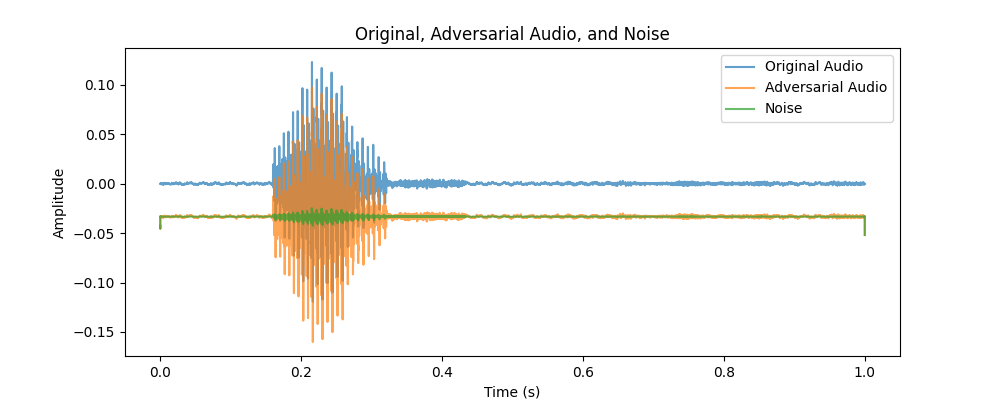 Original, Adversarial Audio, and Noise
Original Audio
Adversarial Audio
Noise
Amplitude
0.10
0.05
0.00
−0.05
−0.10
−0.15
0.0 0.2 0.4 0.6 0.8 1.0
Time (s)